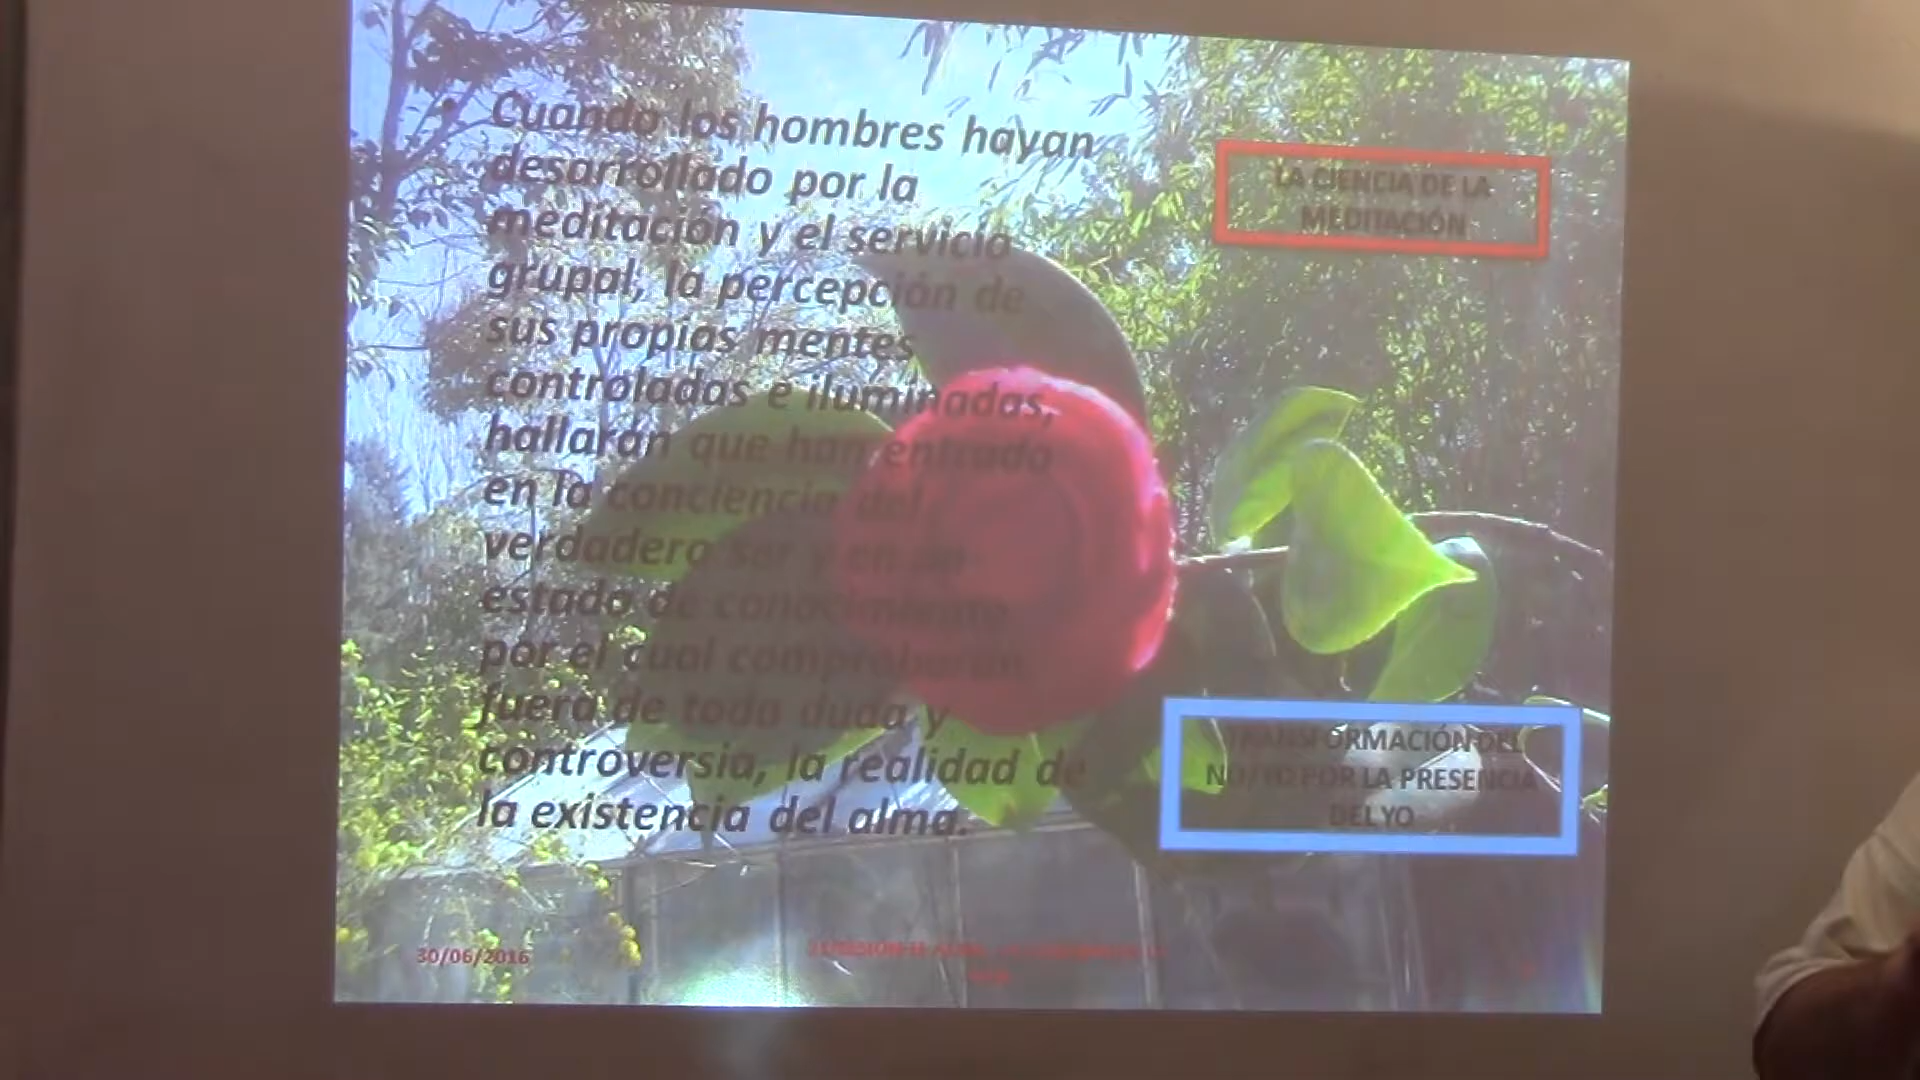 Cuando los hombres hayan
desarrollado por la
meditación y el servicio
grupal, la percepción de
sus propias mentes
controladas e iluminadas,
hallarán que han entrado
en la conciencia del
verdadero ser y en un
estado de conocimiento
por el cual comprobarán
fuera de toda duda y
controversia, la realidad de
la existencia del alma.
LA CIENCIA DE LA
MEDITACIÓN
TRANSFORMACIÓN DEL
NO/YO POR LA PRESENCIA
DEL YO
30/06/2016